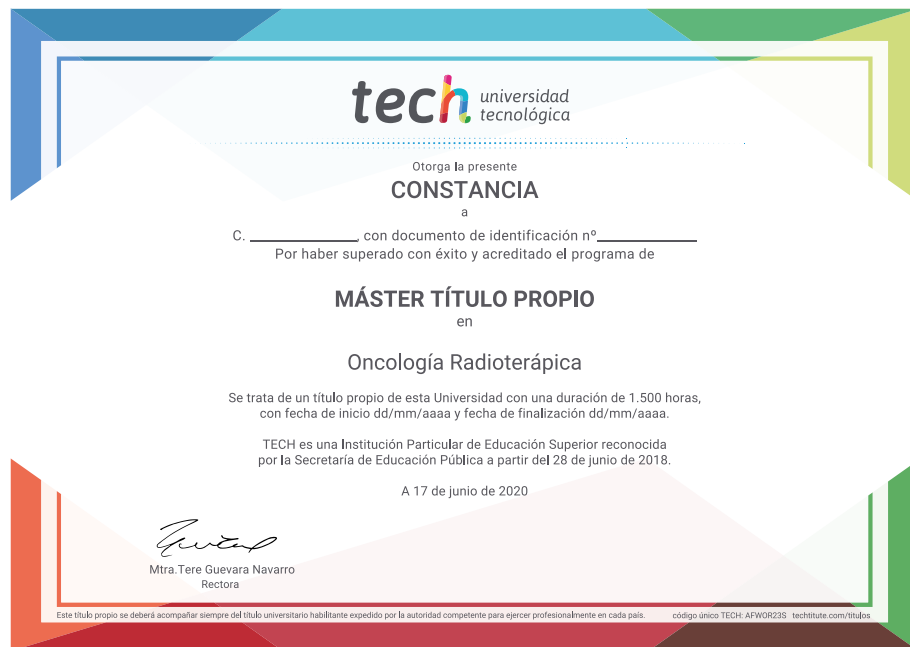 tech universidad
tecnológica
Otorga la presente
CONSTANCIA
a
C. ____________, con documento de identificación nº____________
Por haber superado con éxito y acreditado el programa de
MÁSTER TÍTULO PROPIO
en
Oncología Radioterápica
Se trata de un título propio de esta Universidad con una duración de 1.500 horas,
con fecha de inicio dd/mm/aaaa y fecha de finalización dd/mm/aaaa.
TECH es una Institución Particular de Educación Superior reconocida
por la Secretaría de Educación Pública a partir del 28 de junio de 2018.
A 17 de junio de 2020
Mtra.Tere Guevara Navarro
Rectora
Este título propio se deberá acompañar siempre del título universitario habilitante expedido por la autoridad competente para ejercer profesionalmente en cada país. código único TECH: AFWOR23S techtitute.com/titulos